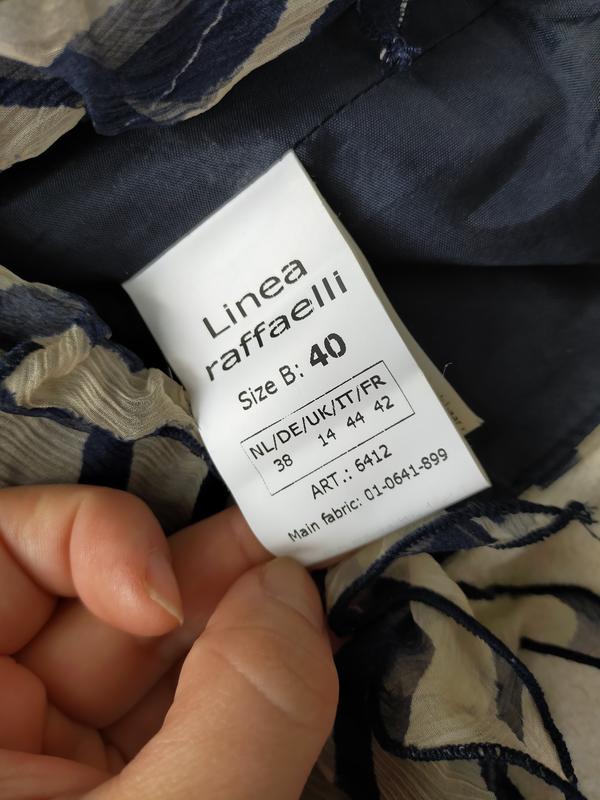 Linea
raffaelli
Size B: 40
NL/DE/UK/IT/FR
38 14 44 42
ART.: 6412
Main fabric: 01-0641-899